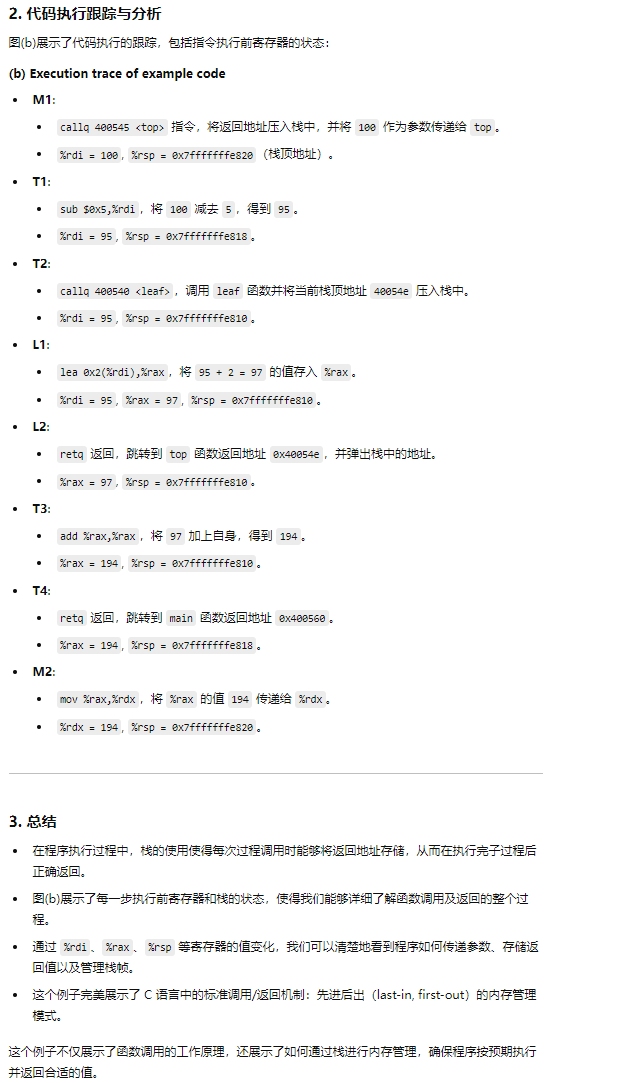 2. 代码执行跟踪与分析
图(b)展示了代码执行的跟踪，包括指令执行前寄存器的状态：
(b) Execution trace of example code
• M1:
• callq 400545 <top> 指令，将返回地址压入栈中，并将 100 作为参数传递给 top。
• %rdi = 100, %rsp = 0x7fffffffe820（栈顶地址）。
• T1:
• sub $0x5,%rdi，将 100 减去 5，得到 95。
• %rdi = 95, %rsp = 0x7fffffffe818。
• T2:
• callq 400540 <leaf>，调用 leaf 函数并将当前栈顶地址 40054e 压入栈中。
• %rdi = 95, %rsp = 0x7fffffffe810。
• L1:
• lea 0x2(%rdi),%rax，将 95 + 2 = 97 的值存入 %rax。
• %rdi = 95, %rax = 97, %rsp = 0x7fffffffe810。
• L2:
• retq 返回，跳转到 top 函数返回地址 0x40054e，并弹出栈中的地址。
• %rax = 97, %rsp = 0x7fffffffe810。
• T3:
• add %rax,%rax，将 97 加上自身，得到 194。
• %rax = 194, %rsp = 0x7fffffffe810。
• T4:
• retq 返回，跳转到 main 函数返回地址 0x400560。
• %rax = 194, %rsp = 0x7fffffffe818。
• M2:
• mov %rax,%rdx，将 %rax 的值 194 传递给 %rdx。
• %rdx = 194, %rsp = 0x7fffffffe820。
3. 总结
• 在程序执行过程中，栈的使用使得每次过程调用时能够将返回地址存储，从而在执行完子过程后
正确返回。
• 图(b)展示了每一步执行前寄存器和栈的状态，使得我们能够详细了解函数调用及返回的整个过
程。
• 通过 %rdi、%rax、%rsp 等寄存器的值变化，我们可以清楚地看到程序如何传递参数、存储返
回值以及管理栈帧。
• 这个例子完美展示了 C 语言中的标准调用/返回机制：先进后出（last-in, first-out）的内存管理
模式。
这个例子不仅展示了函数调用的工作原理，还展示了如何通过栈进行内存管理，确保程序按预期执行
并返回合适的值。